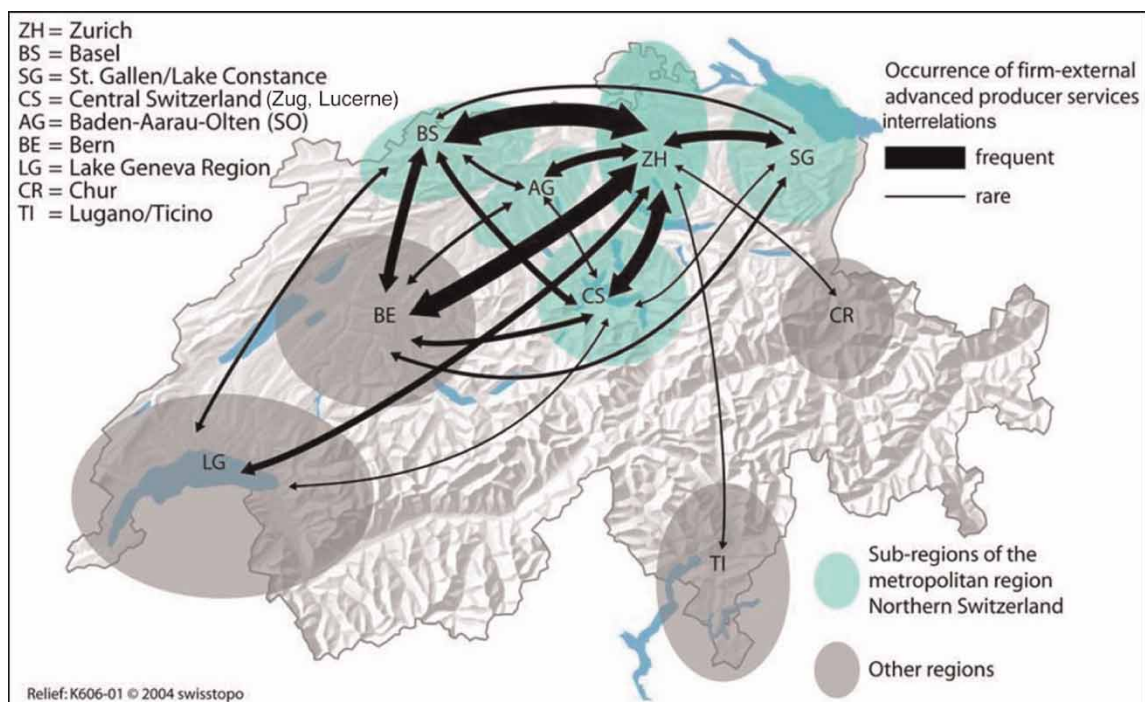 ZH = Zurich
BS = Basel
SG = St. Gallen/Lake Constance
CS = Central Switzerland (Zug, Lucerne)
AG = Baden-Aarau-Olten (SO)
BE = Bern
LG = Lake Geneva Region
CR = Chur
TI = Lugano/Ticino
Occurrence of firm-external
advanced producer services
interrelations
frequent
rare
BS
ZH
SG
AG
CS
BE
CR
LG
TI
Sub-regions of the
metropolitan region
Northern Switzerland
Other regions
Relief: K606-01 © 2004 swisstopo